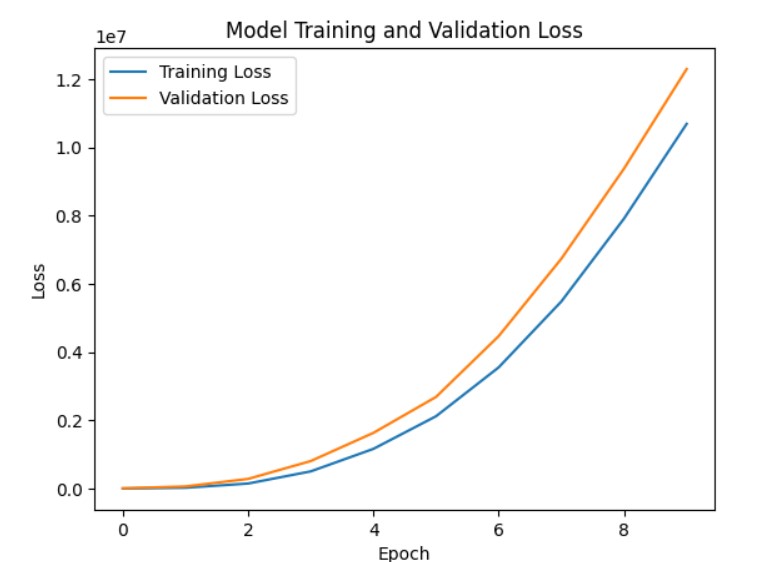 Model Training and Validation Loss
1e7
Training Loss
Validation Loss
1.2
1.0
0.8
0.6
0.4
0.2
0.0
Loss
0 2 4 6 8
Epoch